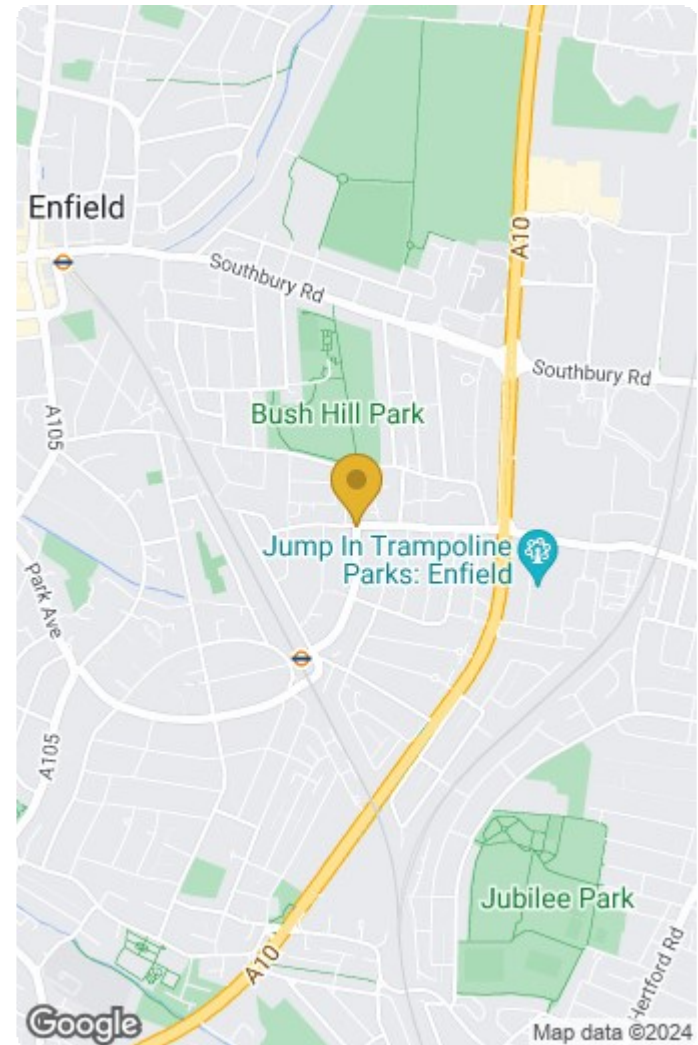 Enfield
A10
Southbury Rd
Southbury Rd
Bush Hill Park
A105
Jump In Trampoline
Parks: Enfield
Park Ave
A105
Jubilee Park
A10
Hertford Rd
Google
Map data ©2024